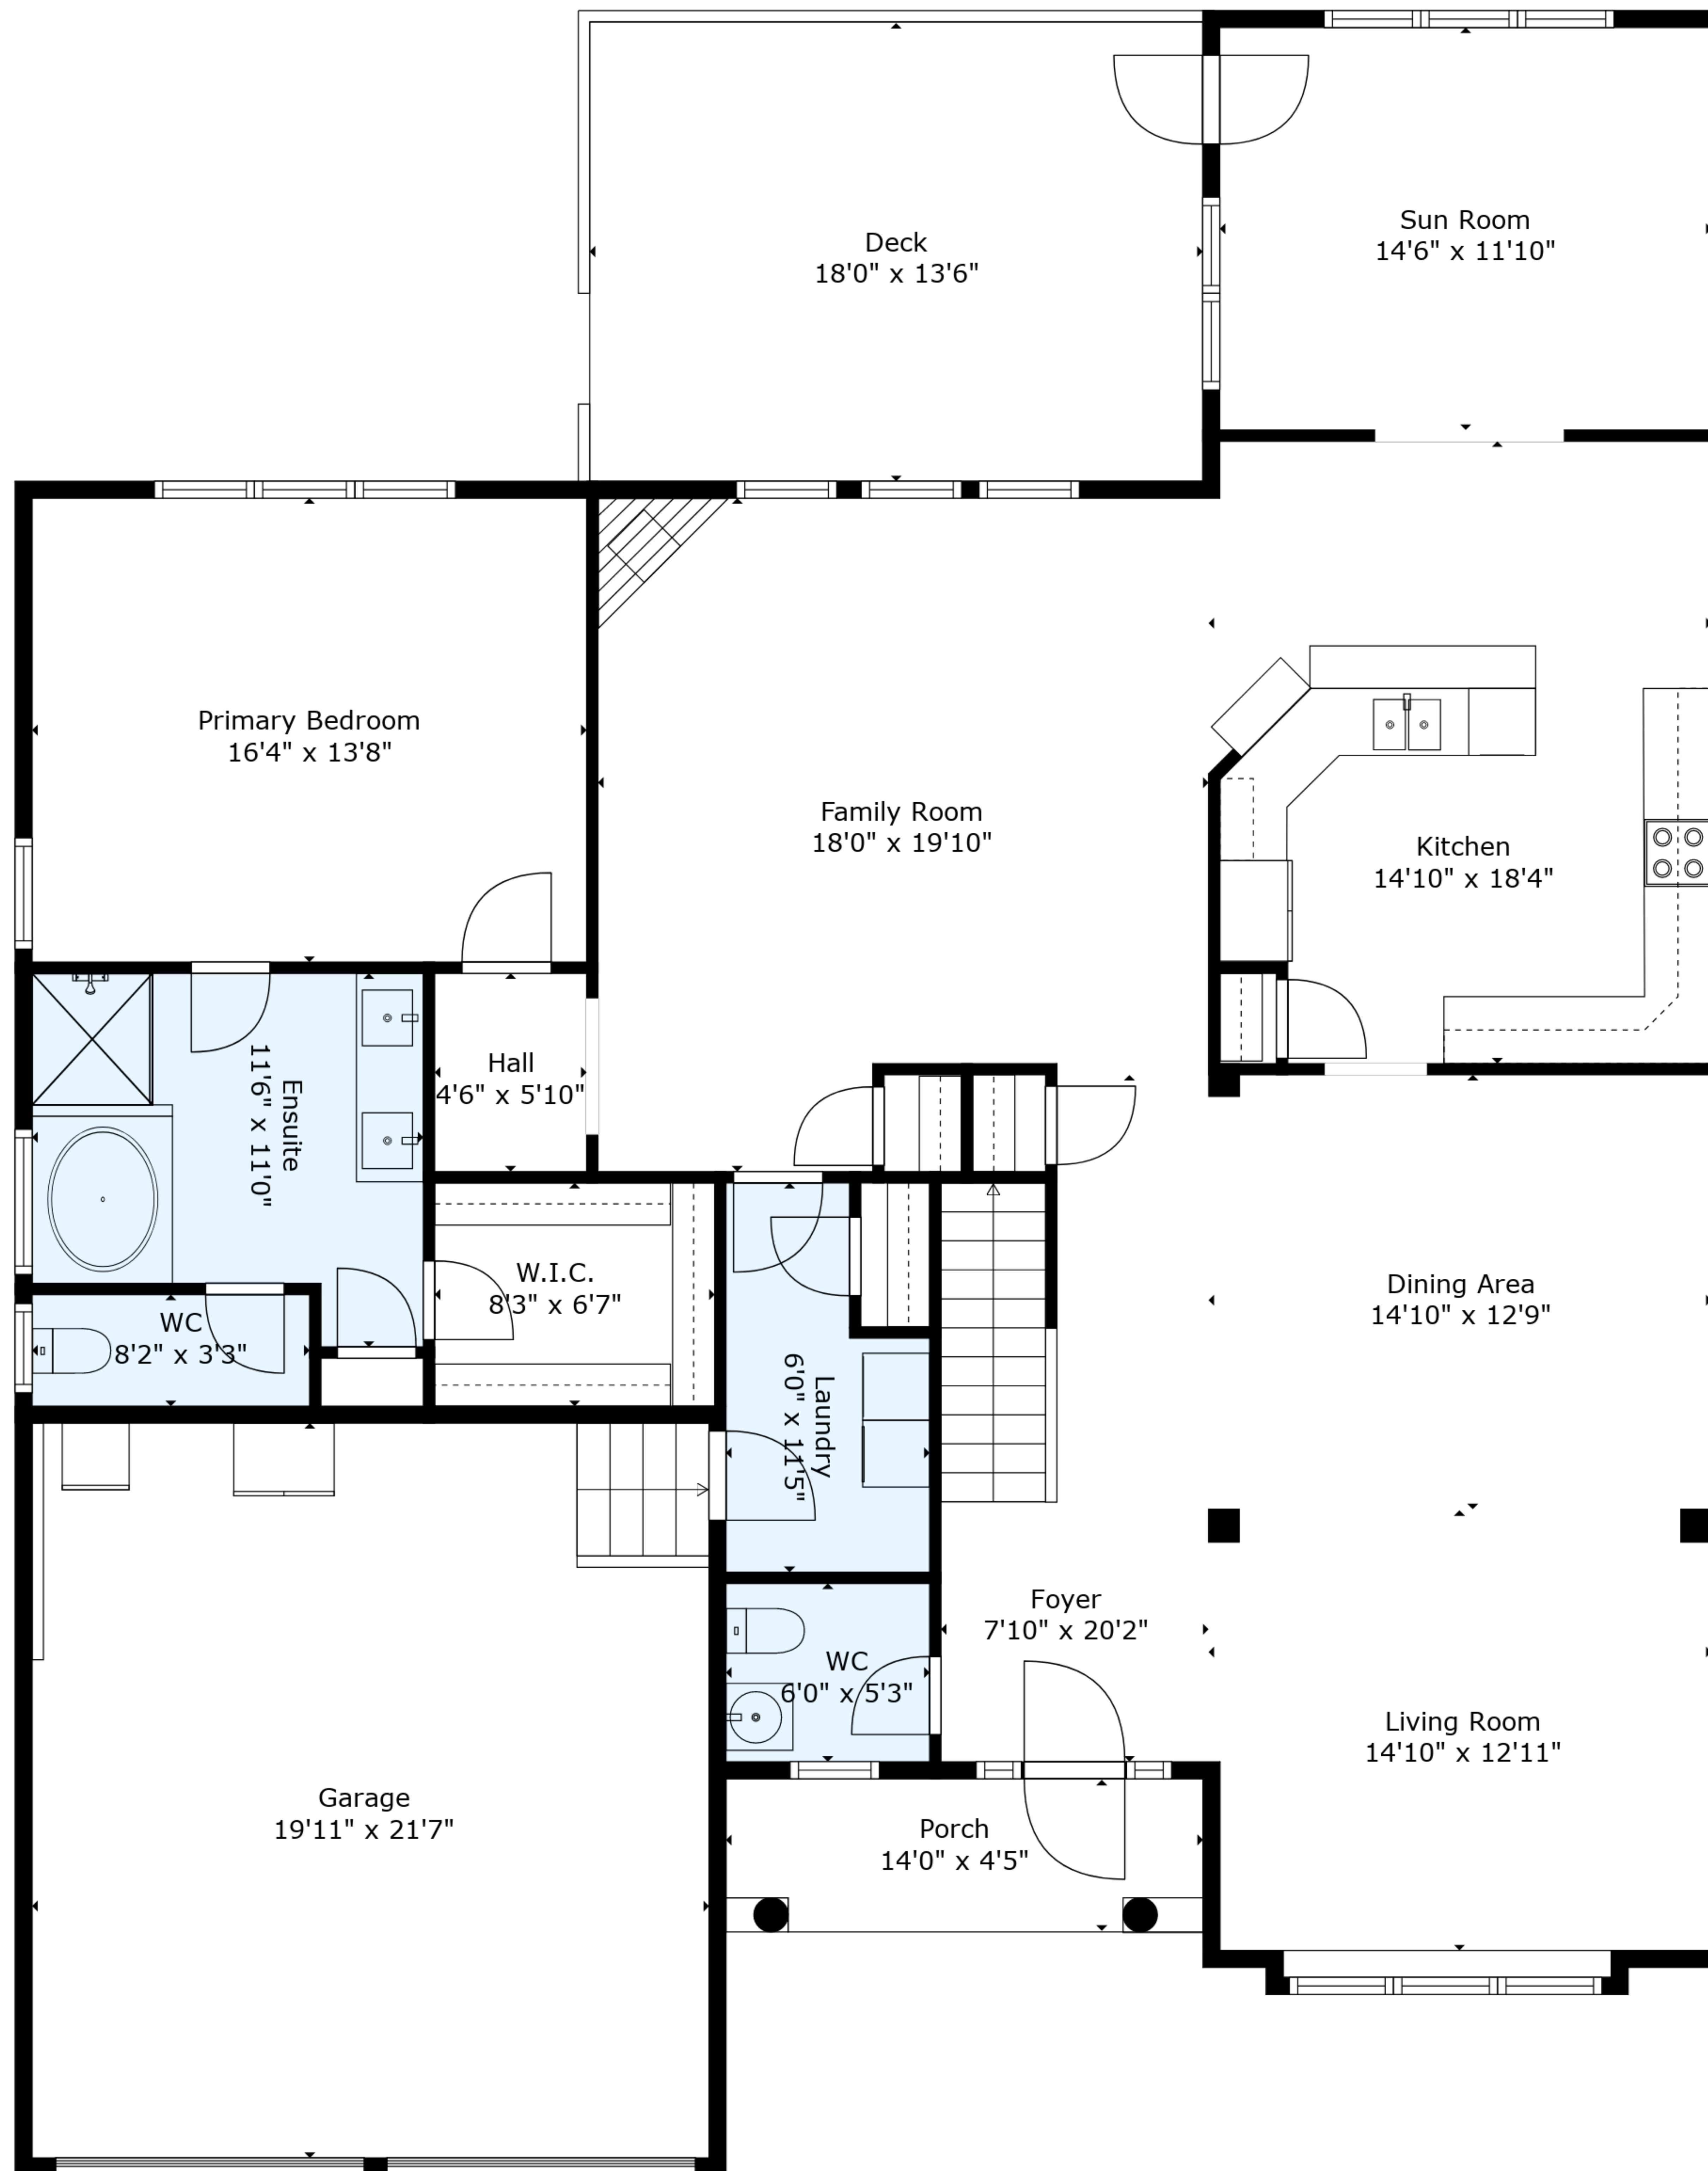 Deck
18'0" x 13'6"
Sun Room
14'6" x 11'10"
Primary Bedroom
16'4" x 13'8"
Family Room
18'0" x 19'10"
Kitchen
14'10" x 18'4"
Ensuite
11'6" x 11'0"
Hall
4'6" x 5'10"
W.I.C.
8'3" x 6'7"
WC
8'2" x 3'3"
Laundry
6'0" x 11'5"
Dining Area
14'10" x 12'9"
Foyer
7'10" x 20'2"
WC
6'0" x 5'3"
Living Room
14'10" x 12'11"
Garage
19'11" x 21'7"
Porch
14'0" x 4'5"